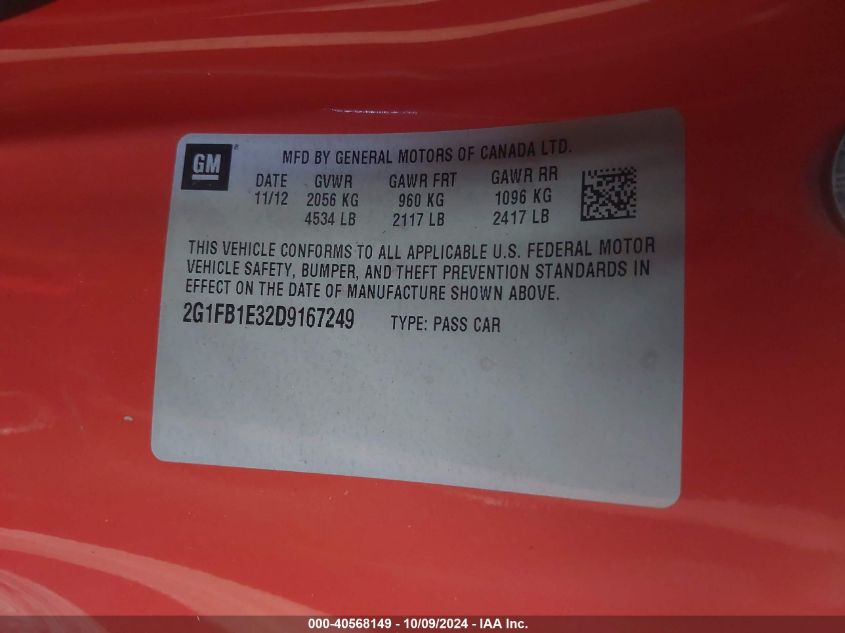 GM
MFD BY GENERAL MOTORS OF CANADA LTD.
DATE GVWR GAWR FRT GAWR RR
11/12 2056 KG 960 KG 1096 KG
4534 LB 2117 LB 2417 LB
THIS VEHICLE CONFORMS TO ALL APPLICABLE U.S. FEDERAL MOTOR
VEHICLE SAFETY, BUMPER, AND THEFT PREVENTION STANDARDS IN
EFFECT ON THE DATE OF MANUFACTURE SHOWN ABOVE.
2G1FB1E32D9167249 TYPE: PASS CAR
000-40568149 - 10/09/2024 - IAA Inc.